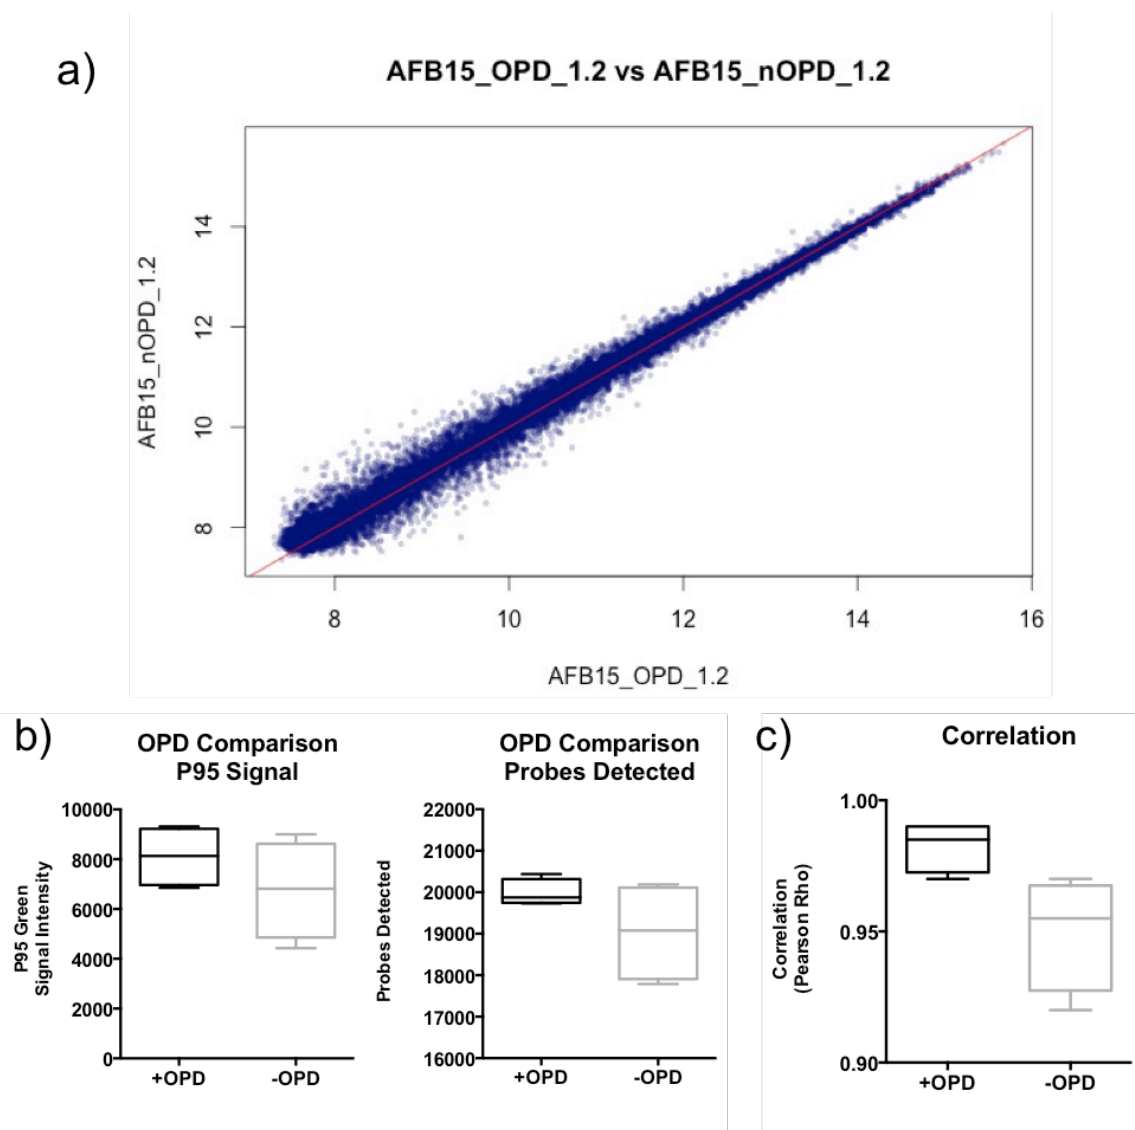 a)
AFB15_OPD_1.2 vs AFB15_nOPD_1.2
AFB15_nOPD_1.2
14
12
10
8
8 10 12 14 16
AFB15_OPD_1.2
b)
OPD Comparison
P95 Signal
P95 Green
Signal Intensity
10000
8000
6000
4000
2000
0
+OPD -OPD
OPD Comparison
Probes Detected
Probes Detected
22000
21000
20000
19000
18000
17000
16000
+OPD -OPD
c)
Correlation
Correlation
(Pearson Rho)
1.00
0.95
0.90
+OPD -OPD